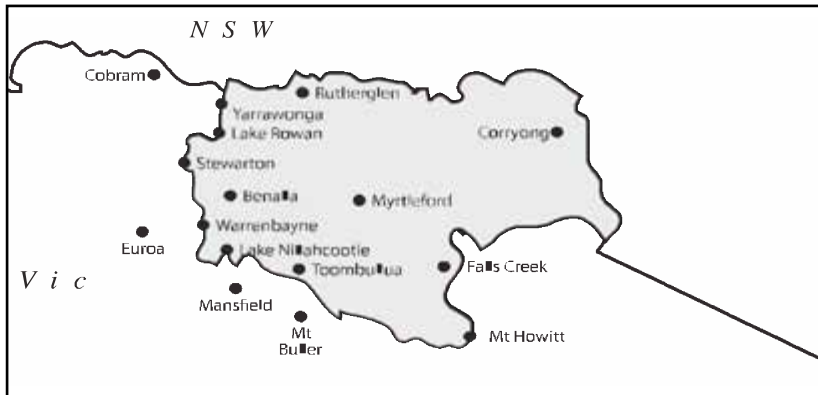 N S W
Cobram
Rutherglen
Yarrawonga
Lake Rowan
Corryong
Stewarton
Benalla
Myrtleford
Warrenbayne
Euroa
Lake Nillahcootie
Toombullua
Falls Creek
V i c
Mansfield
Mt
Buller
Mt Howitt